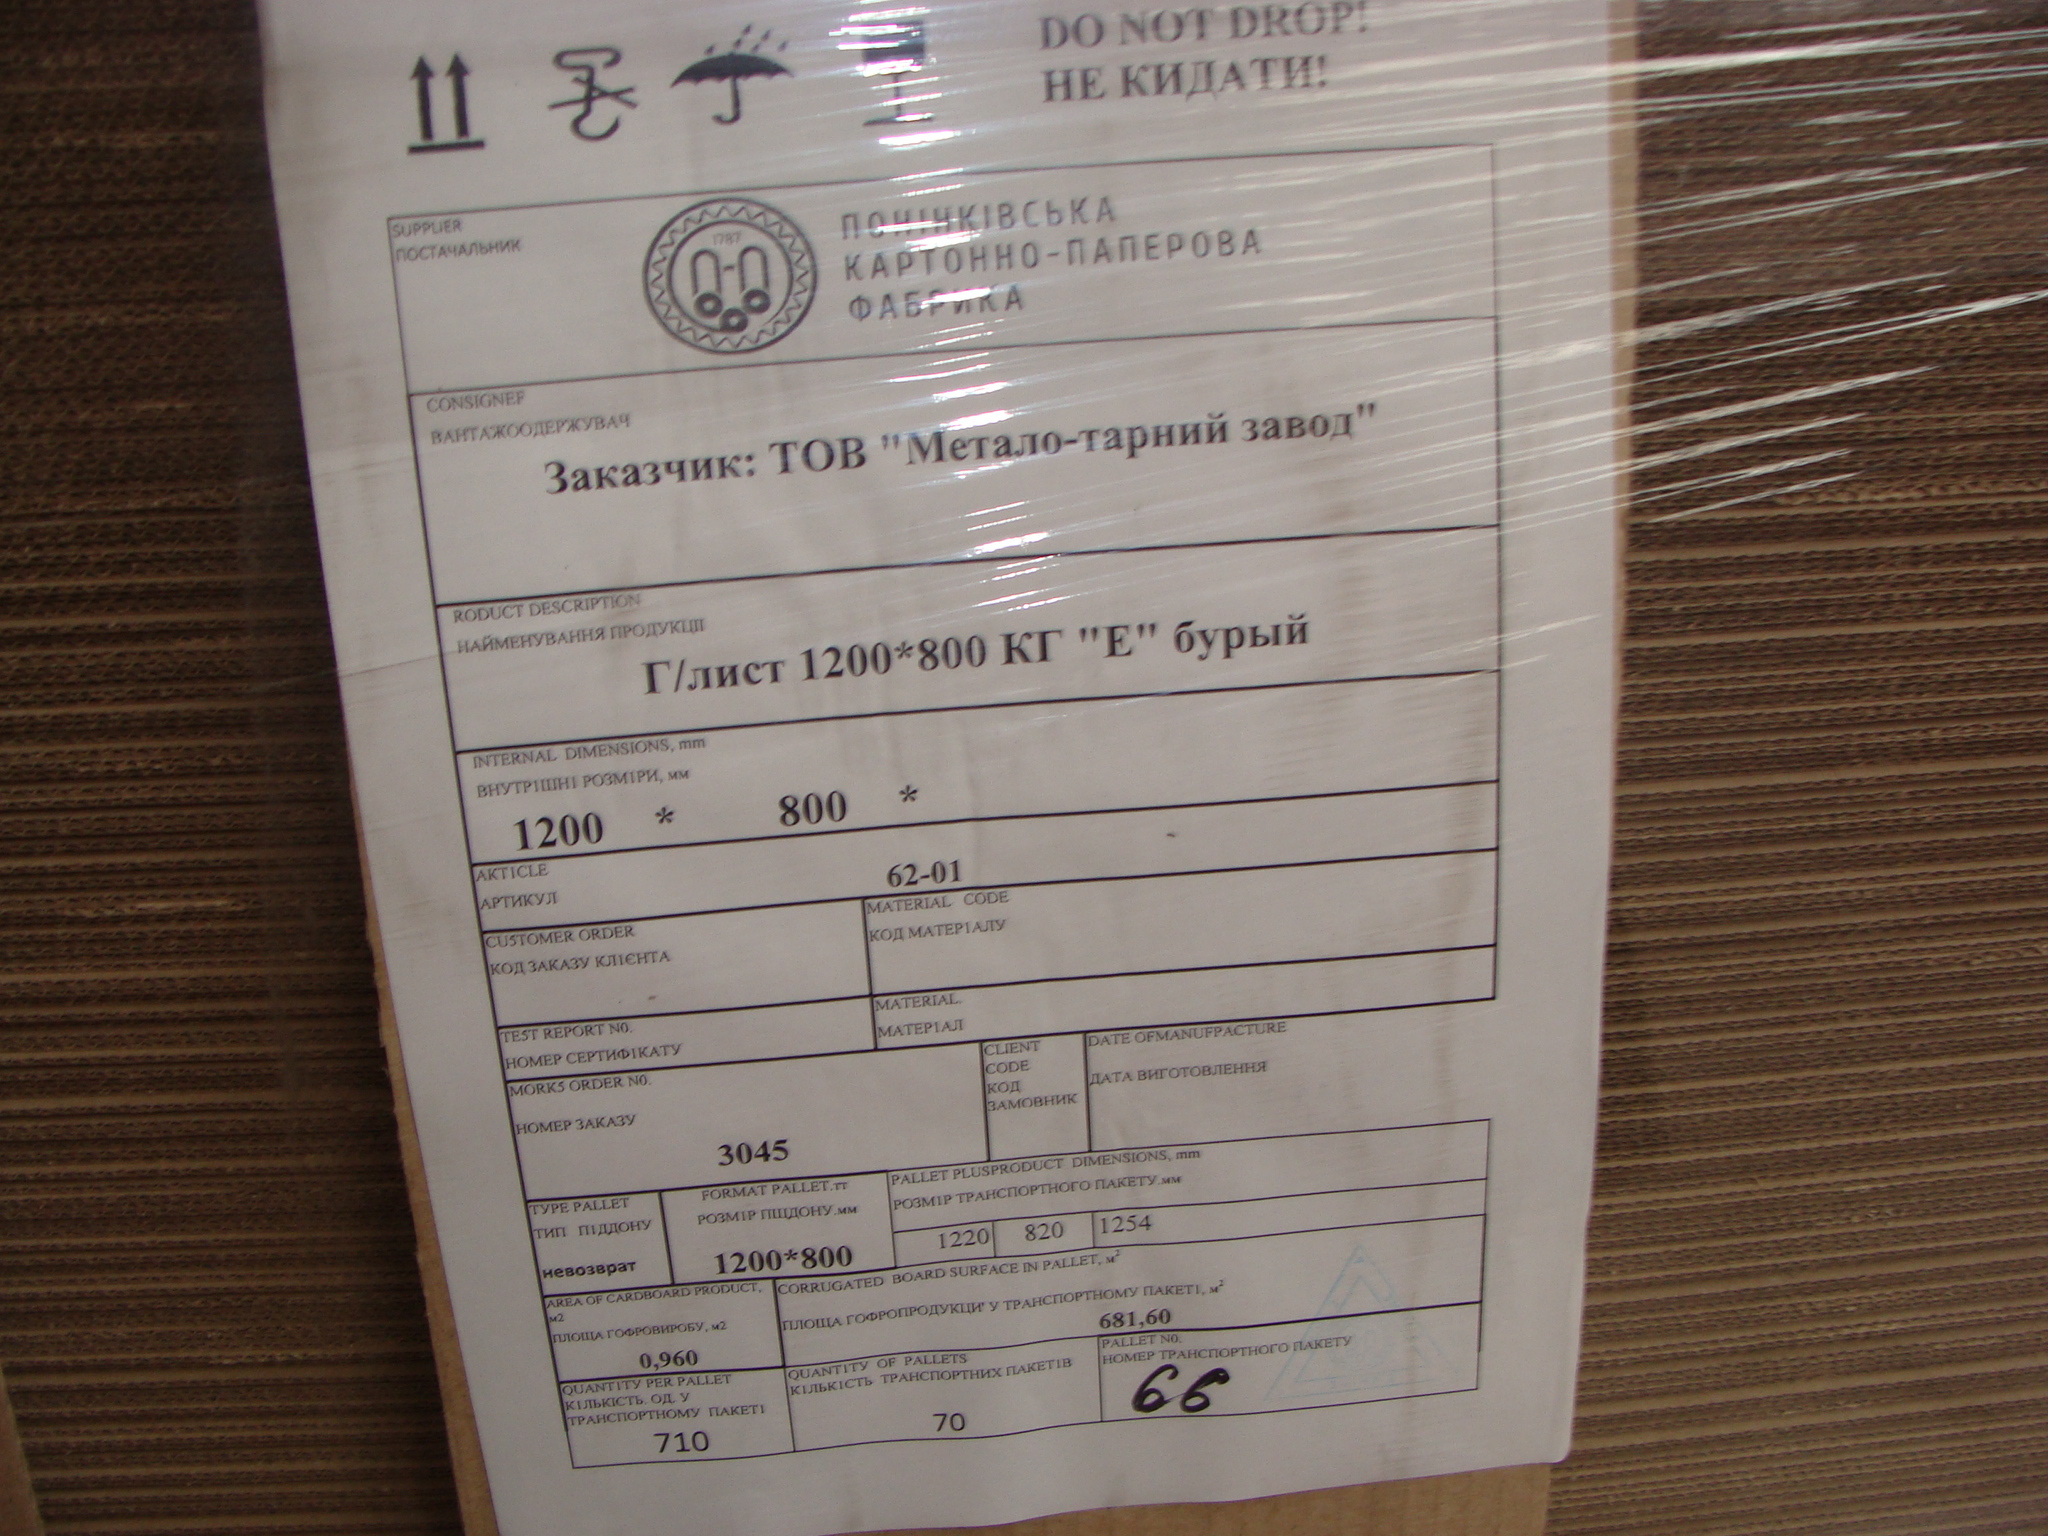 DO NOT DROP!
НЕ КИДАТИ!
SUPPLIER
ПОСТАЧАЛЬНИК
1787
П-П
ПОНІНКІВСЬКА
КАРТОННО-ПАПЕРОВА
ФАБРИКА
CONSIGNEF
ВАНТАЖООДЕРЖУВАЧ
Заказчик: ТОВ "Метало-тарний завод"
RODUCT DESCRIPTION
НАЙМЕНУВАННЯ ПРОДУКЦІЇ
Г/лист 1200*800 КГ "Е" бурый
INTERNAL DIMENSIONS, mm
ВНУТРІШНІ РОЗМІРИ, мм
1200 * 800 *
AKTICLE
АРТИКУЛ
62-01
CUSTOMER ORDER
КОД ЗАКАЗУ КЛІЄНТА
MATERIAL CODE
КОД МАТЕРІАЛУ
TEST REPORT N0.
НОМЕР СЕРТИФІКАТУ
MATERIAL
МАТЕРІАЛ
MORK5 ORDER N0.
НОМЕР ЗАКАЗУ
3045
CLIENT
CODE
КОД
ЗАМОВНИК
DATE OFMANUFPACTURE
ДАТА ВИГОТОВЛЕННЯ
TYPE PALLET
ТИП ПІДДОНУ
невозврат
FORMAT PALLET.тт
РОЗМІР ПІДДОНУ.мм
1200*800
PALLET PLUSPRODUCT DIMENSIONS, mm
РОЗМІР ТРАНСПОРТНОГО ПАКЕТУ.мм
1220 820 1254
AREA OF CARDBOARD PRODUCT,
м2
ПЛОЩА ГОФРОВИРОБУ, м2
0,960
CORRUGATED BOARD SURFACE IN PALLET, м²
ПЛОЩА ГОФРОПРОДУКЦИ' У ТРАНСПОРТНОМУ ПАКЕТІ, м²
681,60
QUANTITY PER PALLET
КІЛЬКІСТЬ. ОД. У
ТРАНСПОРТНОМУ ПАКЕТІ
710
QUANTITY OF PALLETS
КІЛЬКІСТЬ ТРАНСПОРТНИХ ПАКЕТІВ
70
PALLET N0.
НОМЕР ТРАНСПОРТНОГО ПАКЕТУ
66